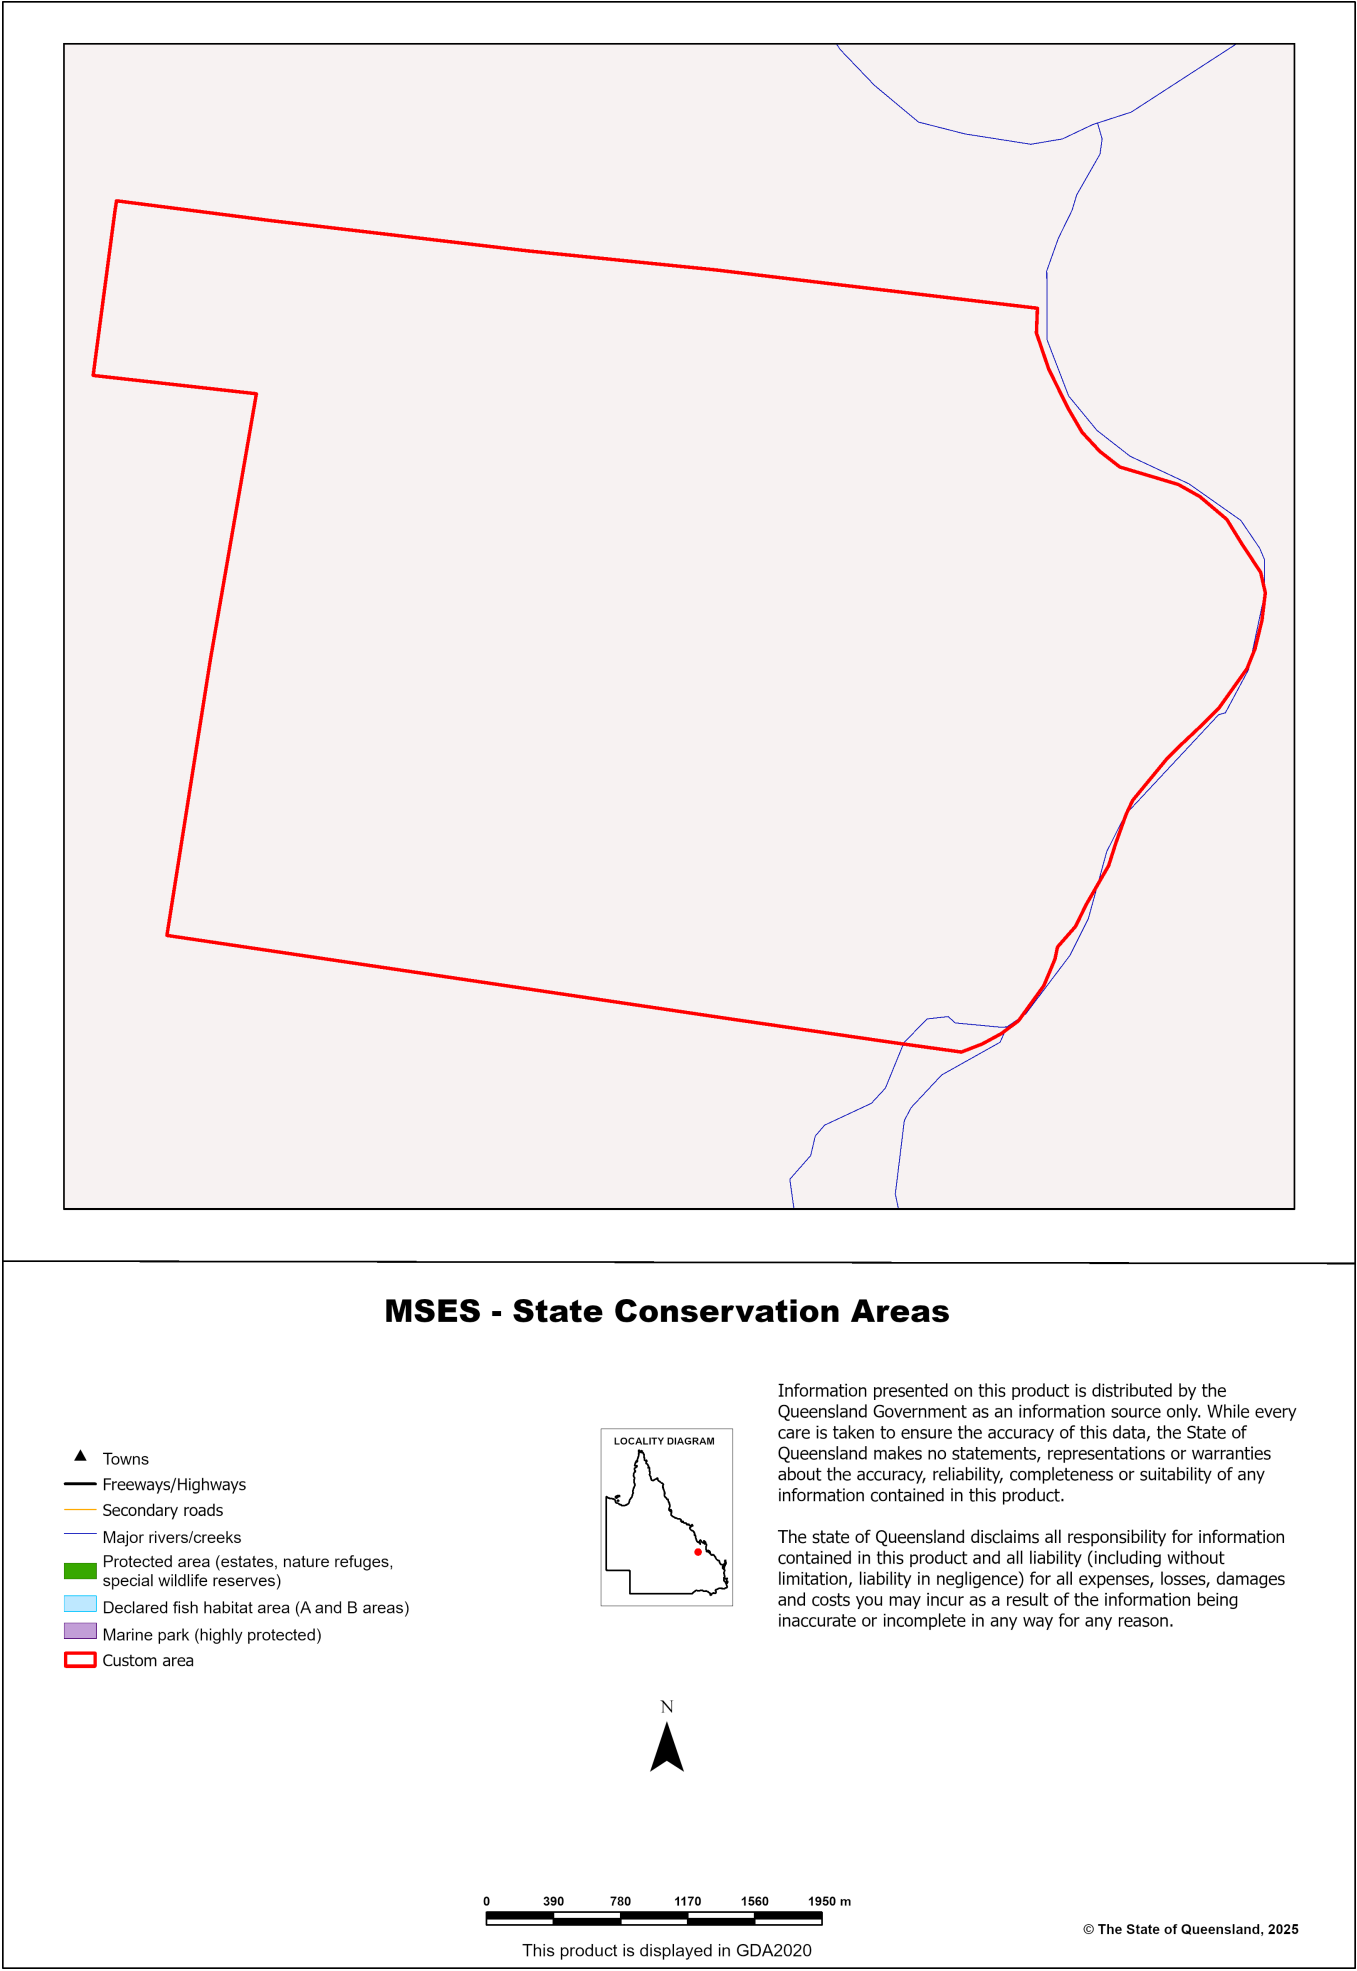 MSES - State Conservation Areas
Towns
Freeways/Highways
Secondary roads
Major rivers/creeks
Protected area (estates, nature refuges,
special wildlife reserves)
Declared fish habitat area (A and B areas)
Marine park (highly protected)
Custom area
LOCALITY DIAGRAM
Information presented on this product is distributed by the
Queensland Government as an information source only. While every
care is taken to ensure the accuracy of this data, the State of
Queensland makes no statements, representations or warranties
about the accuracy, reliability, completeness or suitability of any
information contained in this product.
The state of Queensland disclaims all responsibility for information
contained in this product and all liability (including without
limitation, liability in negligence) for all expenses, losses, damages
and costs you may incur as a result of the information being
inaccurate or incomplete in any way for any reason.
N
0 390 780 1170 1560 1950 m
This product is displayed in GDA2020
© The State of Queensland, 2025